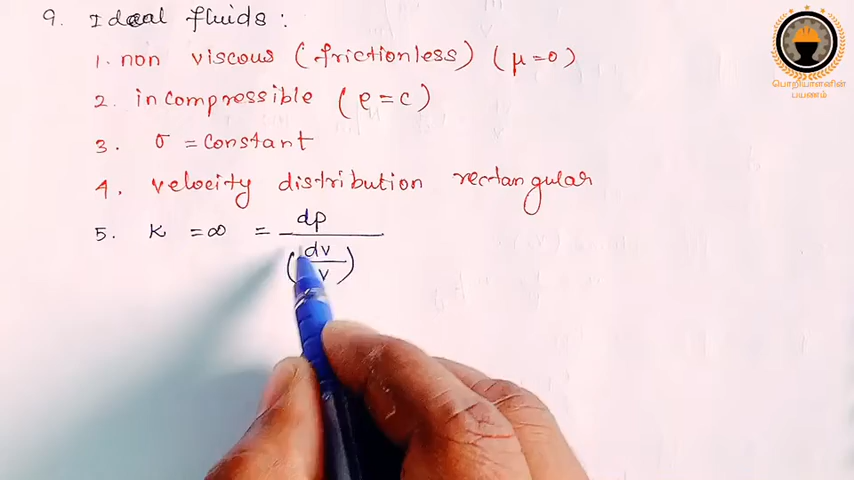 9. Ideal fluids :
1. non viscous (frictionless) (μ=0)
2. incompressible (ρ=c)
3. σ = constant
4. velocity distribution rectangular
5. K =∞ = dp
(dv
v)
பொறியாளனின்
பயணம்